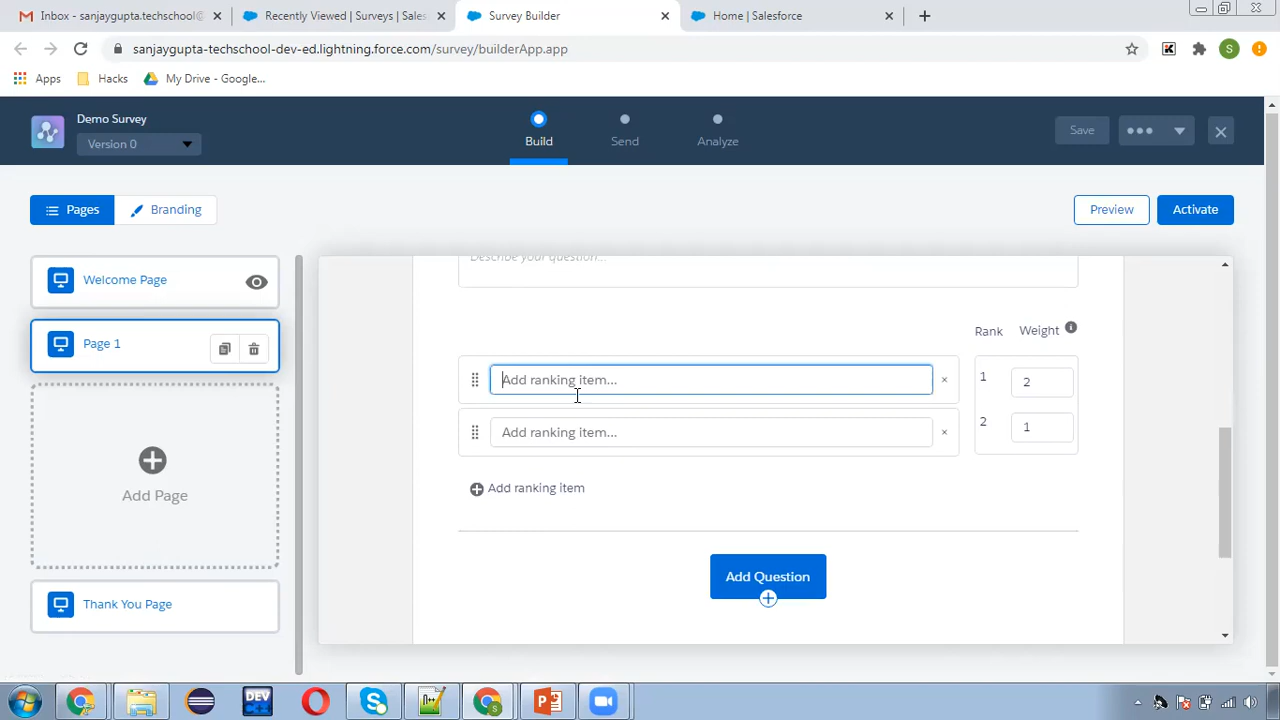 Inbox - sanjaygupta.techschool@
Recently Viewed | Surveys | Sales
Survey Builder
Home | Salesforce
sanjaygupta-techschool-dev-ed.lightning.force.com/survey/builderApp.app
S
Apps
Hacks
My Drive - Google...
Demo Survey
Version 0
Build
Send
Analyze
Save
Pages
Branding
Preview
Activate
Welcome Page
Page 1
Add Page
Thank You Page
Describe your question...
Rank
Weight
Add ranking item...
1
2
Add ranking item...
2
1
Add ranking item
Add Question
DEV